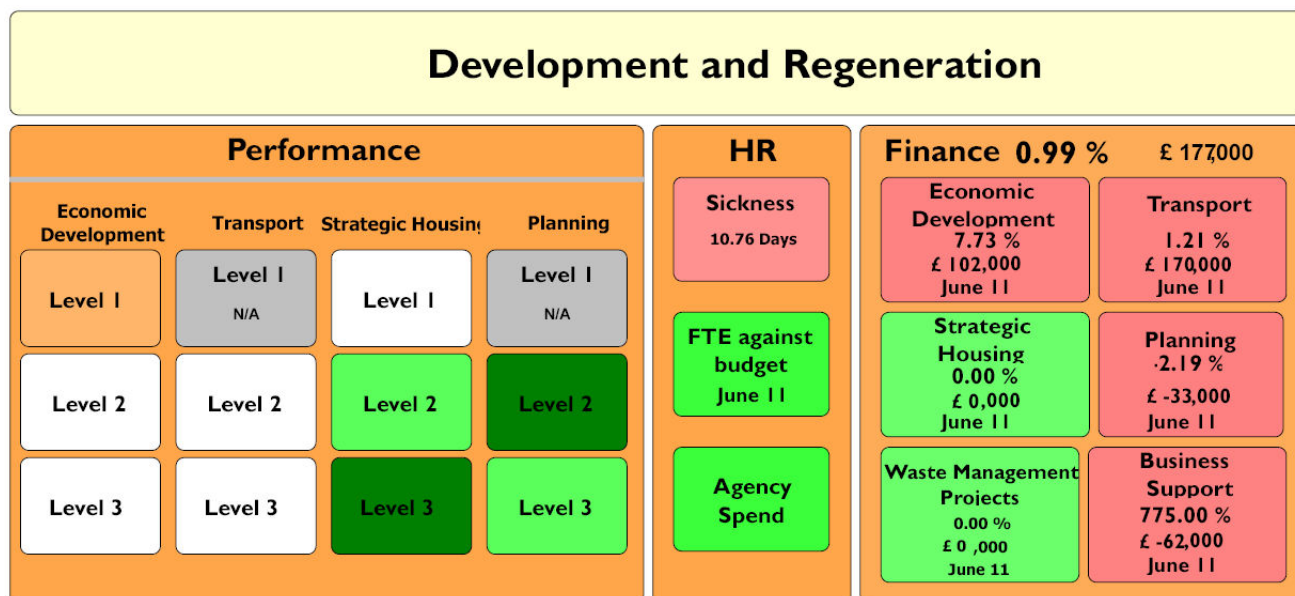 Development and Regeneration
Performance
Economic
Development
Transport
Strategic Housing
Planning
Level 1
Level 1
N/A
Level 1
Level 1
N/A
Level 2
Level 2
Level 2
Level 2
Level 3
Level 3
Level 3
Level 3
HR
Sickness
10.76 Days
FTE against
budget
June 11
Agency
Spend
Finance 0.99 % £ 177,000
Economic
Development
7.73 %
£ 102,000
June 11
Transport
1.21 %
£ 170,000
June 11
Strategic
Housing
0.00 %
£ 0,000
June 11
Planning
-2.19 %
£ -33,000
June 11
Waste Management
Projects
0.00 %
£ 0 ,000
June 11
Business
Support
775.00 %
£ -62,000
June 11